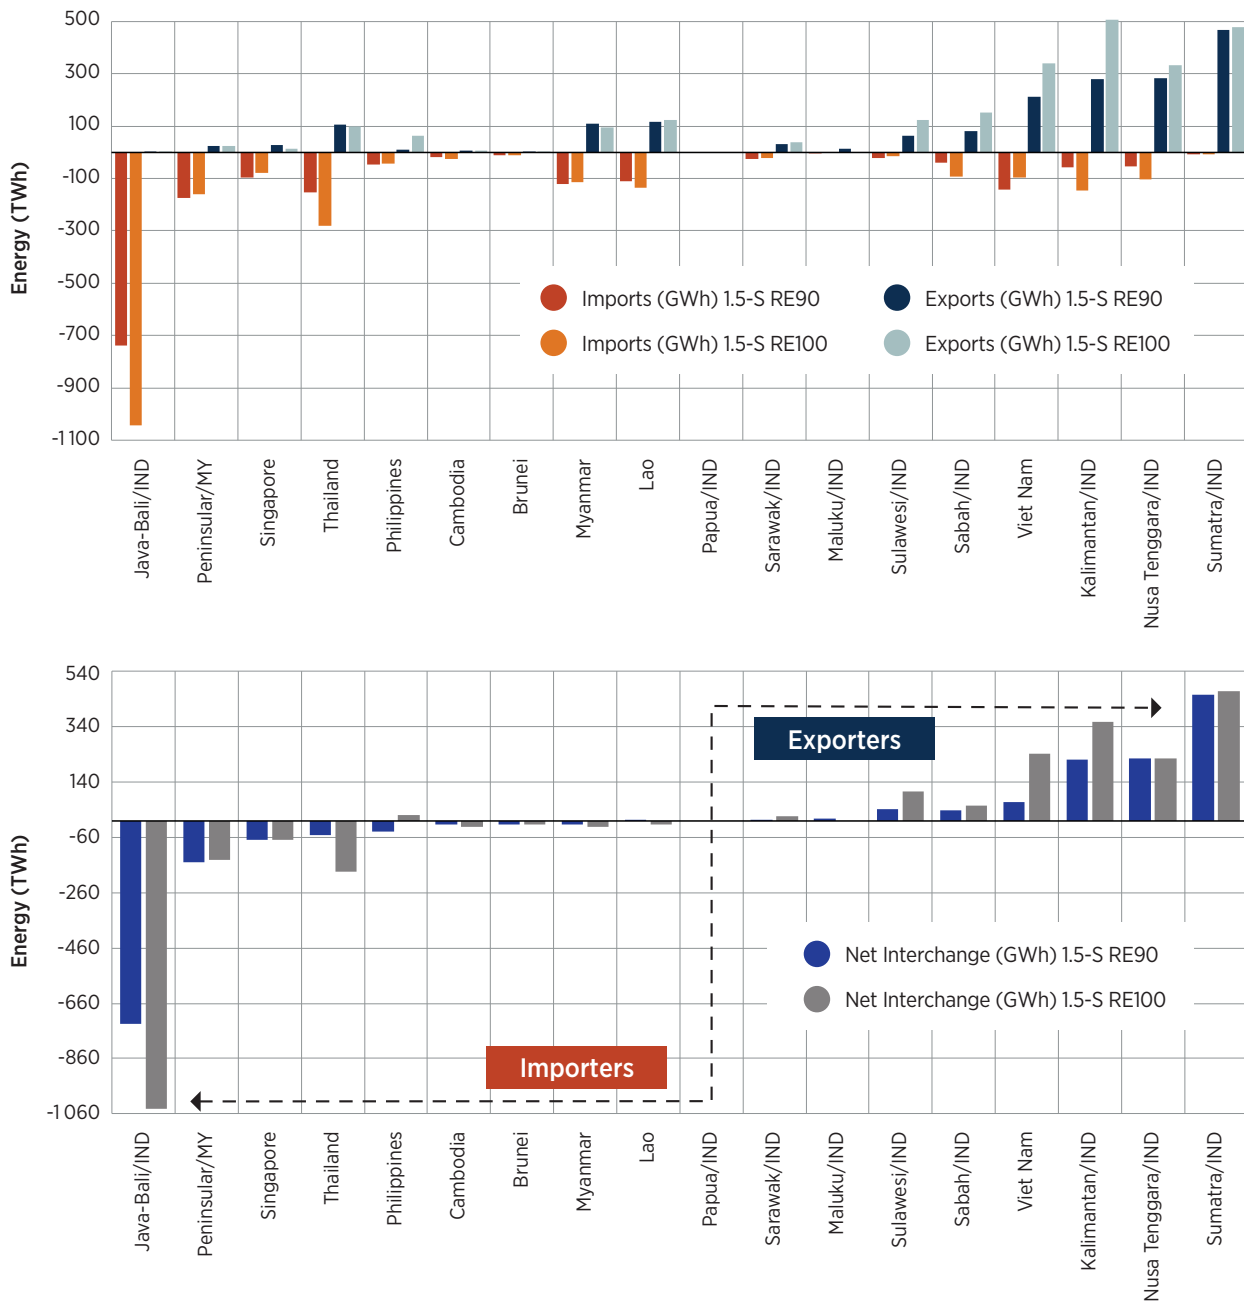 500
300
100
-100
-300
-500
-700
-900
-1100
Energy (TWh)
Imports (GWh) 1.5-S RE90
Exports (GWh) 1.5-S RE90
Imports (GWh) 1.5-S RE100
Exports (GWh) 1.5-S RE100
Java-Bali/IND
Peninsular/MY
Singapore
Thailand
Philippines
Cambodia
Brunei
Myanmar
Lao
Papua/IND
Sarawak/IND
Maluku/IND
Sulawesi/IND
Sabah/IND
Viet Nam
Kalimantan/IND
Nusa Tenggara/IND
Sumatra/IND
540
340
140
-60
-260
-460
-660
-860
-1060
Energy (TWh)
Exporters
Importers
Net Interchange (GWh) 1.5-S RE90
Net Interchange (GWh) 1.5-S RE100
Java-Bali/IND
Peninsular/MY
Singapore
Thailand
Philippines
Cambodia
Brunei
Myanmar
Lao
Papua/IND
Sarawak/IND
Maluku/IND
Sulawesi/IND
Sabah/IND
Viet Nam
Kalimantan/IND
Nusa Tenggara/IND
Sumatra/IND